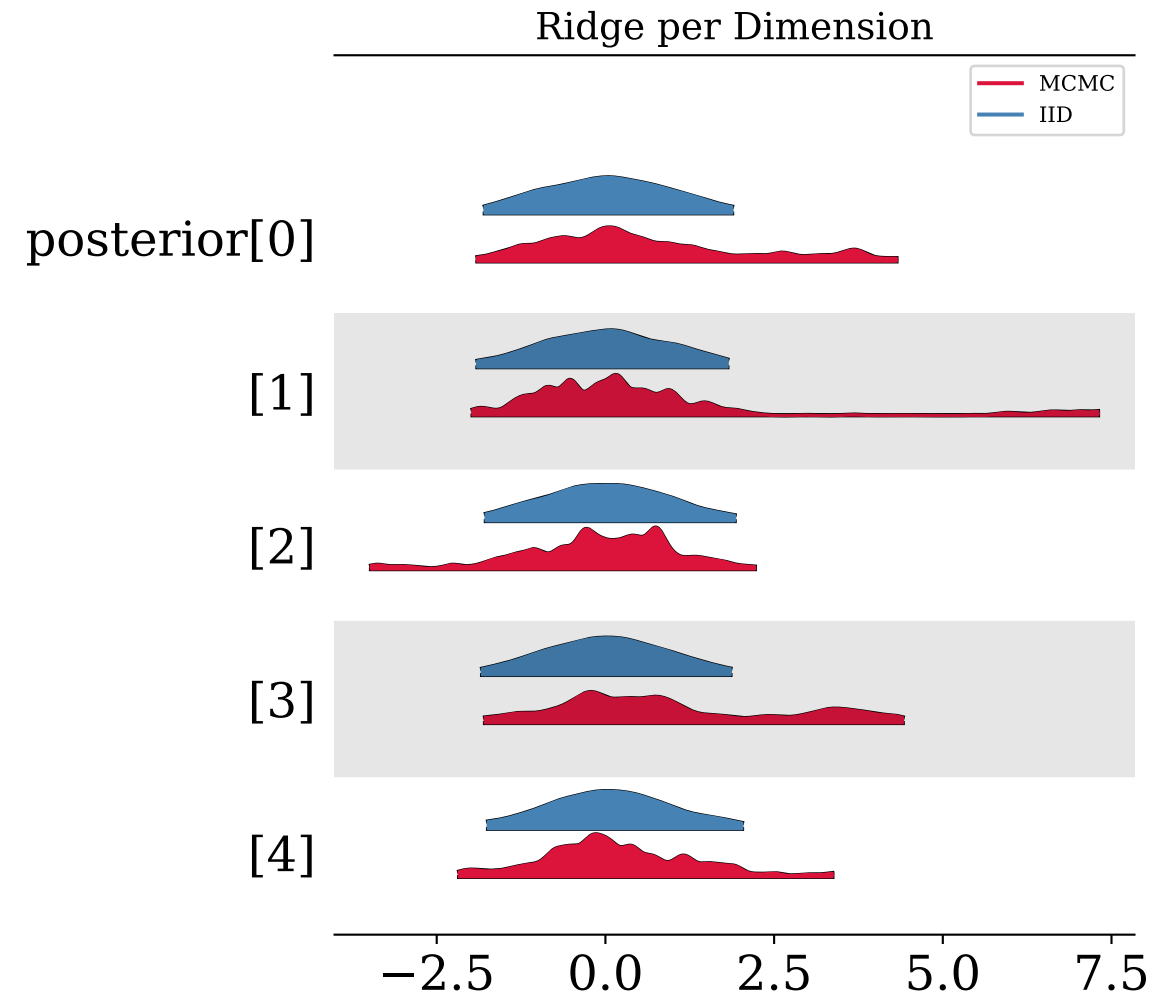 Ridge per Dimension
MCMC
IID
posterior[0]
[1]
[2]
[3]
[4]
−2.5 0.0 2.5 5.0 7.5